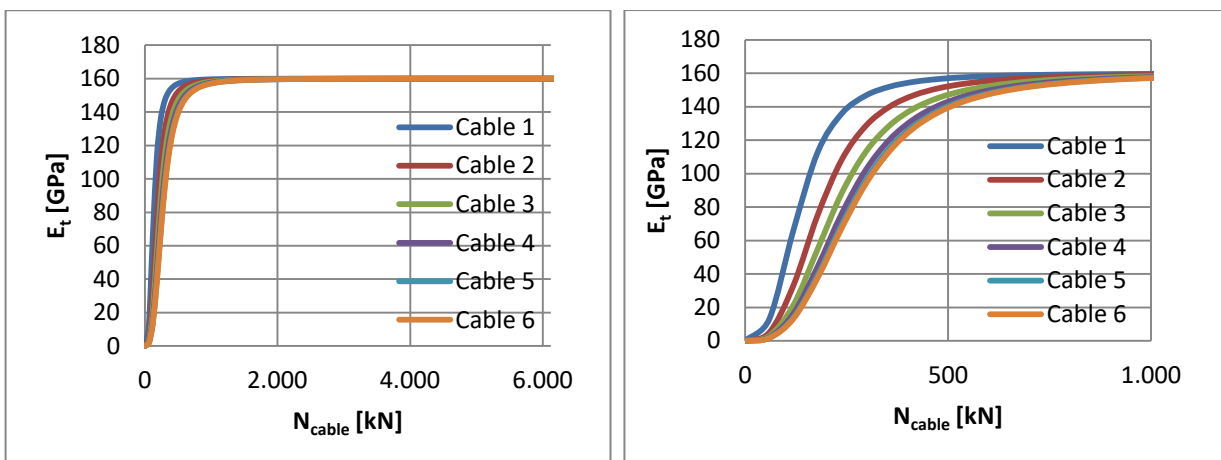 180
160
140
120
100
80
60
40
20
0
E_t [GPa]
0 2.000 4.000 6.000
N_cable [kN]
Cable 1
Cable 2
Cable 3
Cable 4
Cable 5
Cable 6
180
160
140
120
100
80
60
40
20
0
E_t [GPa]
0 500 1.000
N_cable [kN]
Cable 1
Cable 2
Cable 3
Cable 4
Cable 5
Cable 6